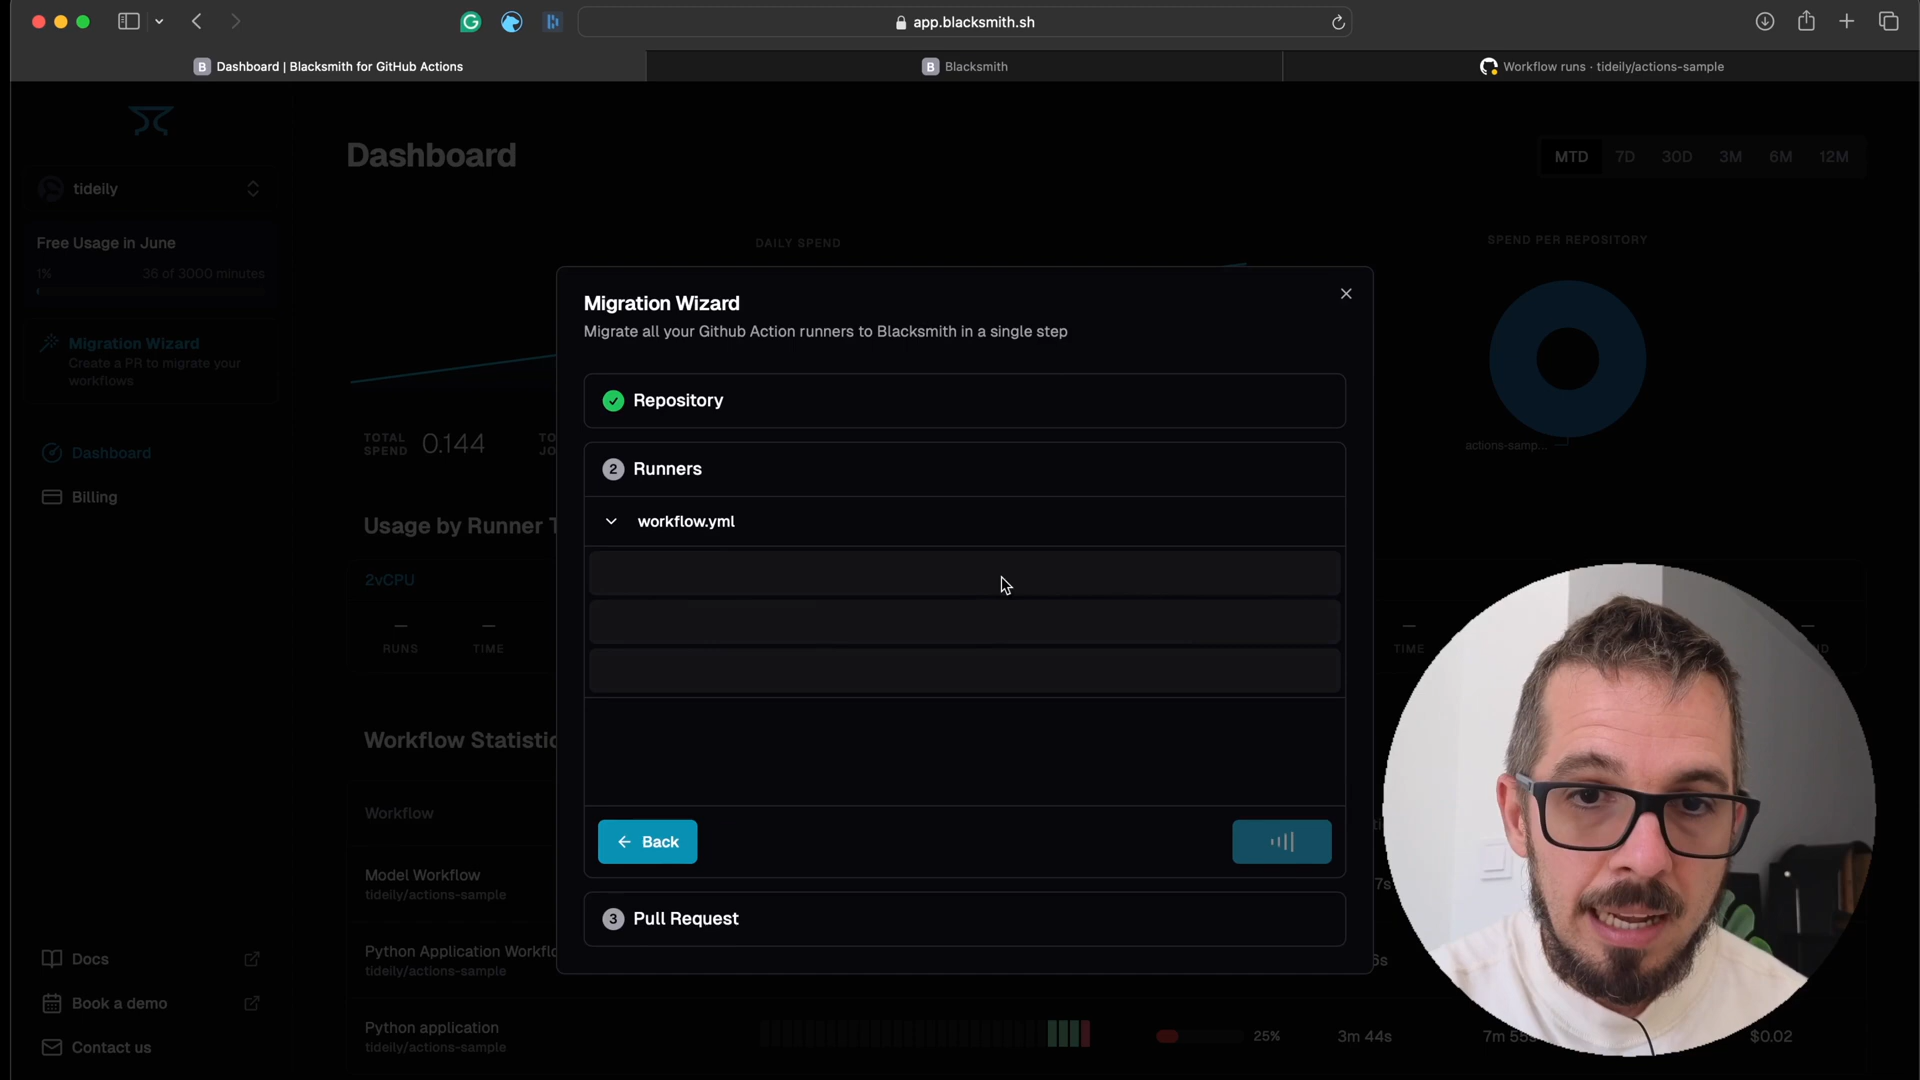 app.blacksmith.sh
Dashboard | Blacksmith for GitHub Actions
Blacksmith
Workflow runs · tideily/actions-sample
Dashboard
MTD
7D
30D
3M
6M
12M
tideily
Free Usage in June
1%
36 of 3000 minutes
Migration Wizard
Create a PR to migrate your
workflows
Dashboard
Billing
Docs
Book a demo
Contact us
DAILY SPEND
SPEND PER REPOSITORY
actions-samp...
TOTAL
SPEND
0.144
TO
JO
Usage by Runner T
2vCPU
—
—
RUNS
TIME
—
—
TIME
Workflow Statistic
Workflow
Model Workflow
tideily/actions-sample
7s
Python Application Workflo
tideily/actions-sample
6s
Python application
tideily/actions-sample
25%
3m 44s
7m 55s
$0.02
Migration Wizard
Migrate all your Github Action runners to Blacksmith in a single step
Repository
2
Runners
workflow.yml
Back
3
Pull Request